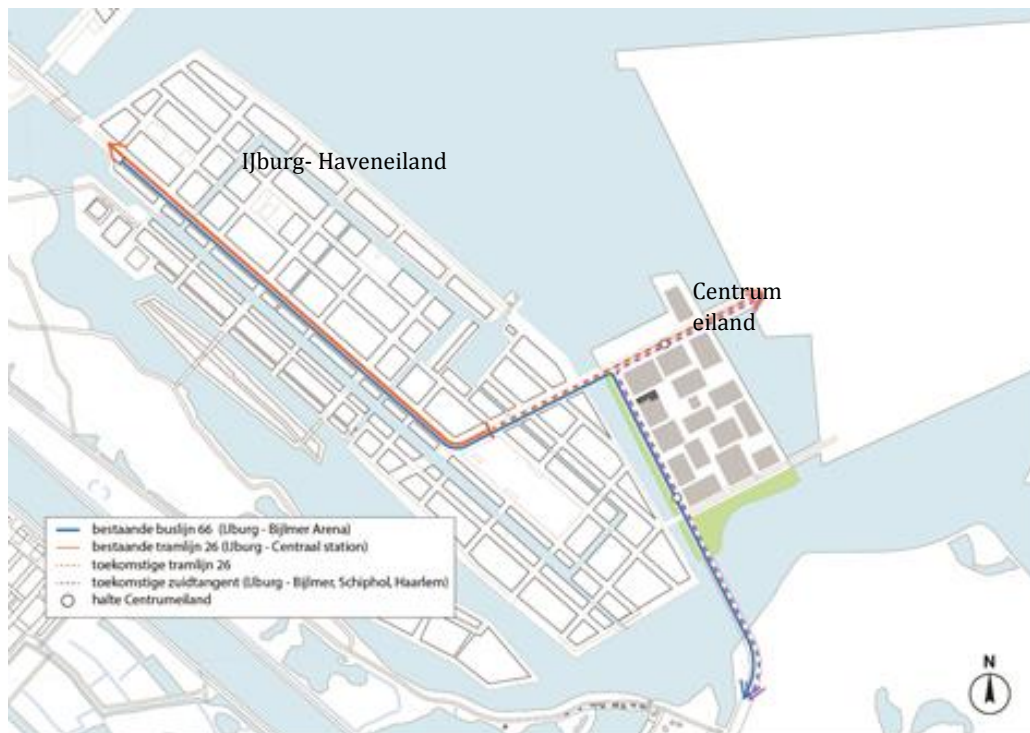 IJburg- Haveneiland
Centrum
eiland
bestaande buslijn 66 (IJburg - Bijlmer Arena)
bestaande tramlijn 26 (IJburg - Centraal station)
toekomstige tramlijn 26
toekomstige zuidtangent (IJburg - Bijlmer, Schiphol, Haarlem)
halte Centrumeiland
N